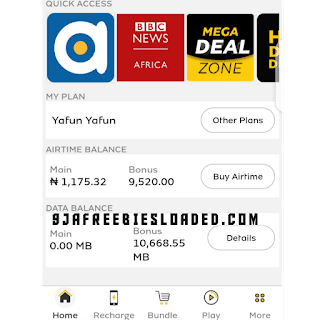 QUICK ACCESS
a
BBC
NEWS
AFRICA
MEGA
DEAL
ZONE
MY PLAN
Yafun Yafun
Other Plans
AIRTIME BALANCE
Main
₦ 1,175.32
Bonus
9,520.00
Buy Airtime
DATA BALANCE
9JAFREEBIESLOADED.COM
Main
0.00 MB
Bonus
10,668.55
MB
Details
Home
Recharge
Bundle
Play
More